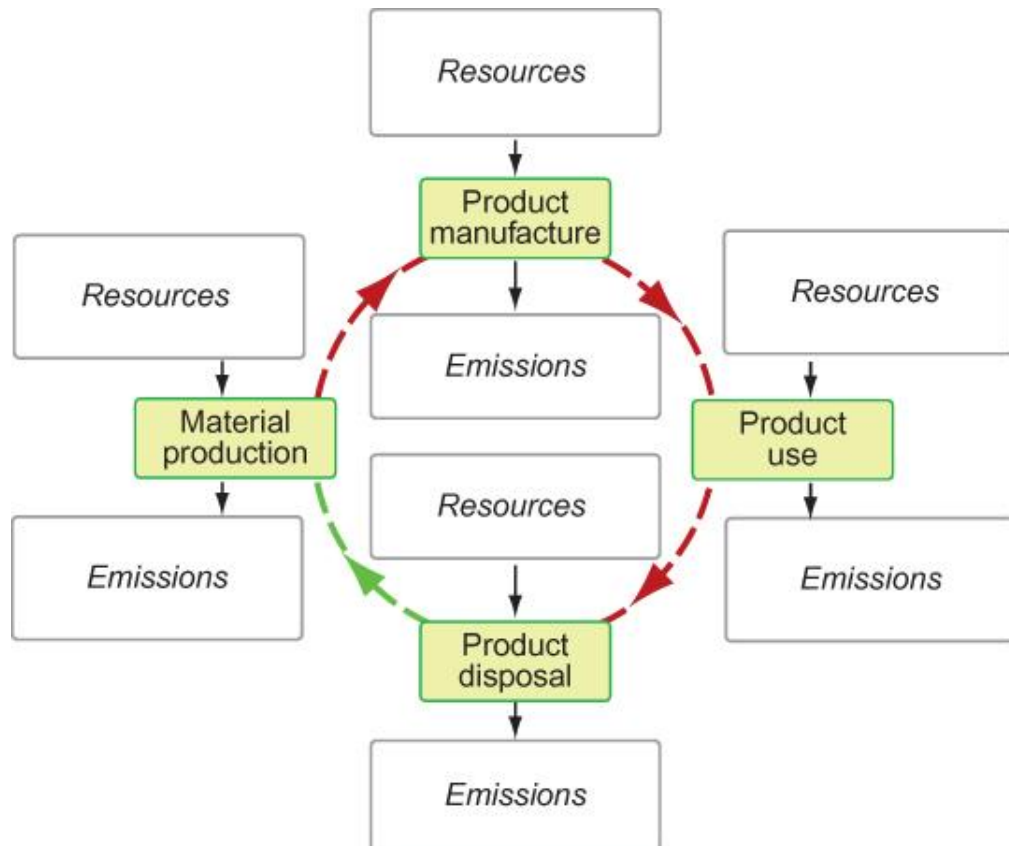 Resources
Product
manufacture
Resources
Resources
Emissions
Material
production
Product
use
Resources
Emissions
Emissions
Product
disposal
Emissions